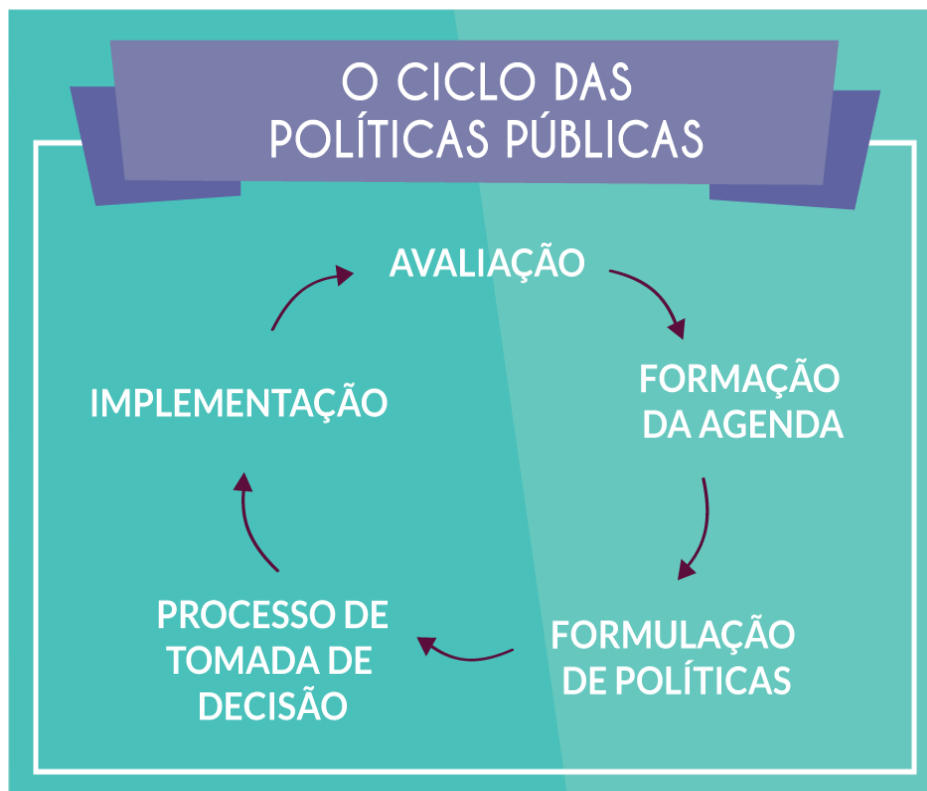 O CICLO DAS
POLÍTICAS PÚBLICAS
AVALIAÇÃO
FORMAÇÃO
DA AGENDA
FORMULAÇÃO
DE POLÍTICAS
PROCESSO DE
TOMADA DE
DECISÃO
IMPLEMENTAÇÃO